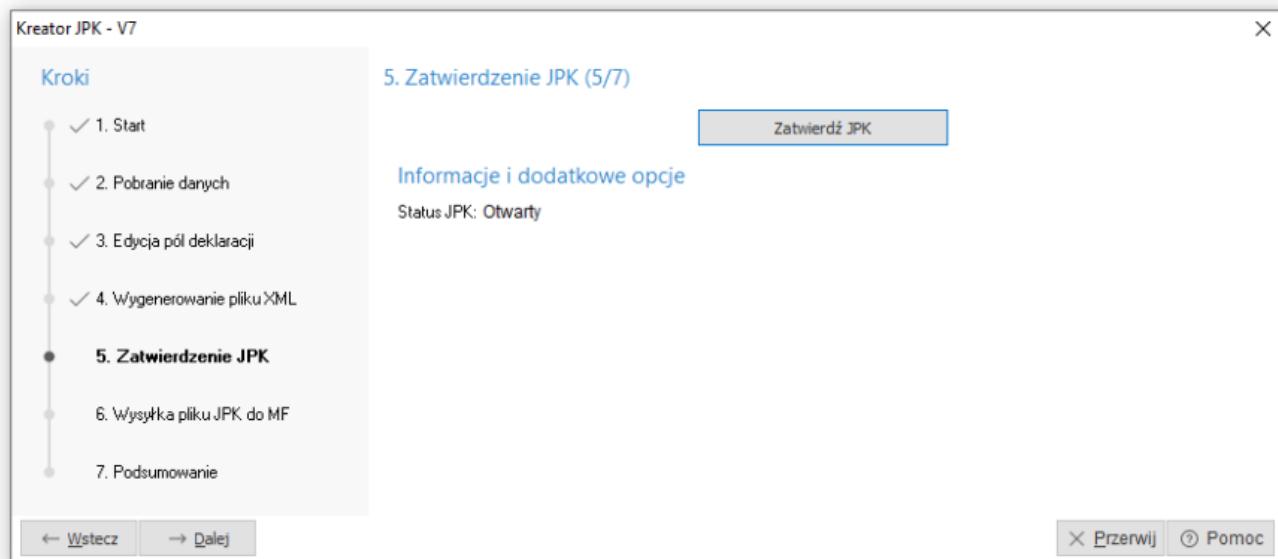 Kreator JPK - V7
Kroki
1. Start
2. Pobranie danych
3. Edycja pól deklaracji
4. Wygenerowanie pliku XML
5. Zatwierdzenie JPK
6. Wysyłka pliku JPK do MF
7. Podsumowanie
5. Zatwierdzenie JPK (5/7)
Zatwierdź JPK
Informacje i dodatkowe opcje
Status JPK: Otwarty
Wstecz
Dalej
Przerwij
Pomoc